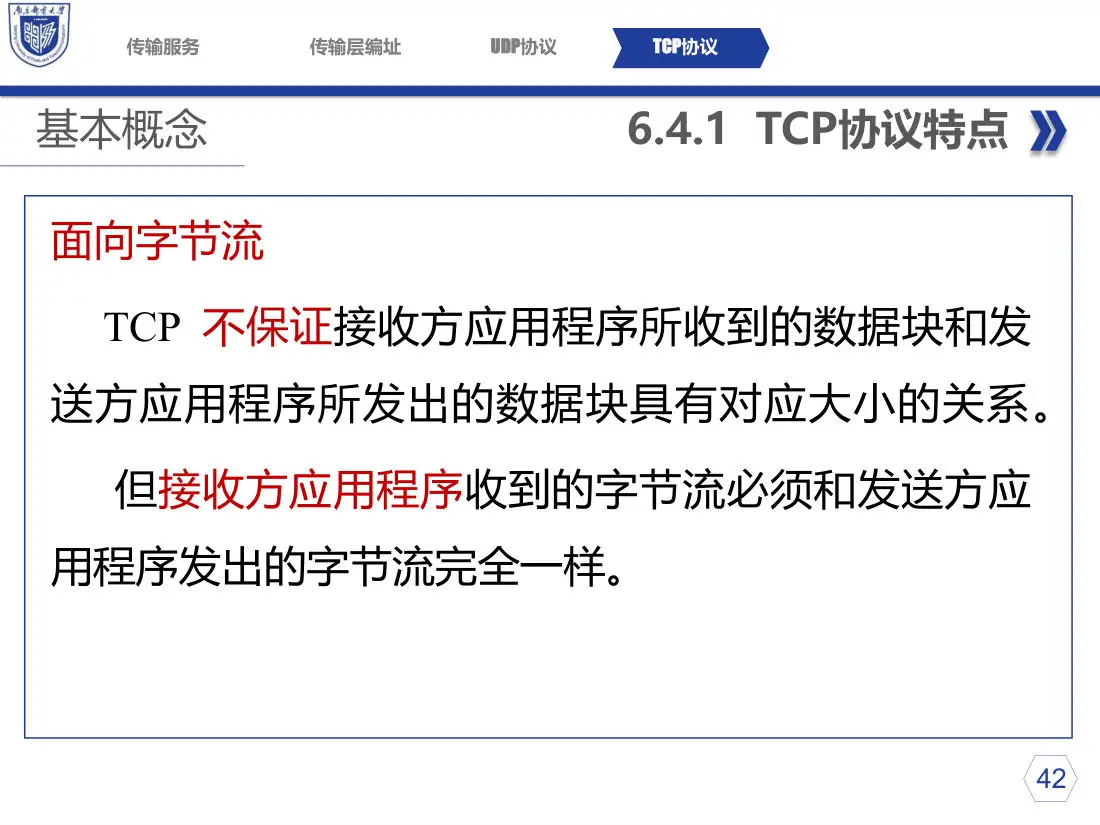 南京邮电大学
传输服务
传输层编址
UDP协议
TCP协议
基本概念
6.4.1 TCP协议特点
面向字节流
TCP 不保证接收方应用程序所收到的数据块和发
送方应用程序所发出的数据块具有对应大小的关系。
但接收方应用程序收到的字节流必须和发送方应
用程序发出的字节流完全一样。
42